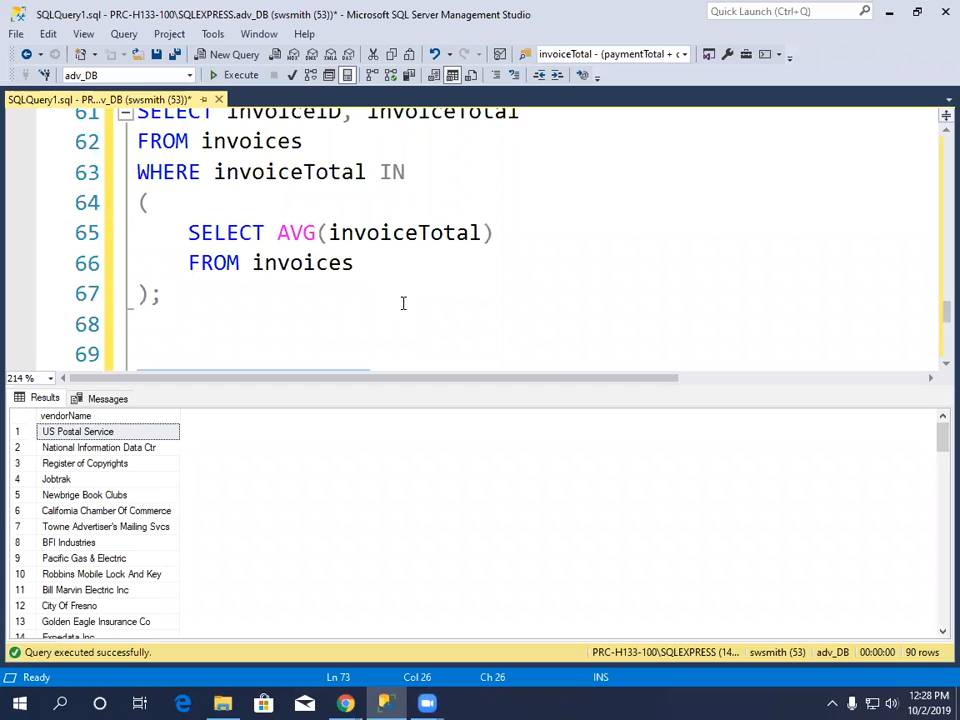 SQLQuery1.sql - PRC-H133-100\SQLEXPRESS.adv_DB (swsmith (53))* - Microsoft SQL Server Management Studio
Quick Launch (Ctrl+Q)
File Edit View Query Project Tools Window Help
New Query
invoiceTotal - (paymentTotal + c
adv_DB
Execute
SQLQuery1.sql - PR...v_DB (swsmith (53))*
61 SELECT invoiceID, invoiceTotal
62 FROM invoices
63 WHERE invoiceTotal IN
64 (
65 SELECT AVG(invoiceTotal)
66 FROM invoices
67 );
68
69
214 %
Results Messages
vendorName
1 US Postal Service
2 National Information Data Ctr
3 Register of Copyrights
4 Jobtrak
5 Newbrige Book Clubs
6 California Chamber Of Commerce
7 Towne Advertiser's Mailing Svcs
8 BFI Industries
9 Pacific Gas & Electric
10 Robbins Mobile Lock And Key
11 Bill Marvin Electric Inc
12 City Of Fresno
13 Golden Eagle Insurance Co
14 Expedata Inc
Query executed successfully. PRC-H133-100\SQLEXPRESS (14... swsmith (53) adv_DB 00:00:00 90 rows
Ready Ln 73 Col 26 Ch 26 INS
12:28 PM
10/2/2019